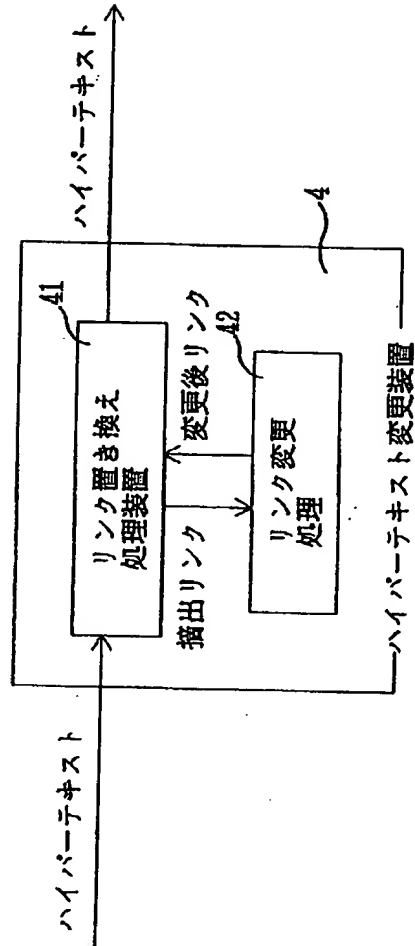 ハイパーテキスト
ハイパーテキスト
リンク置き換え
処理装置
41
摘出リンク
変更後リンク
リンク変更
処理
42
4
ハイパーテキスト変更装置